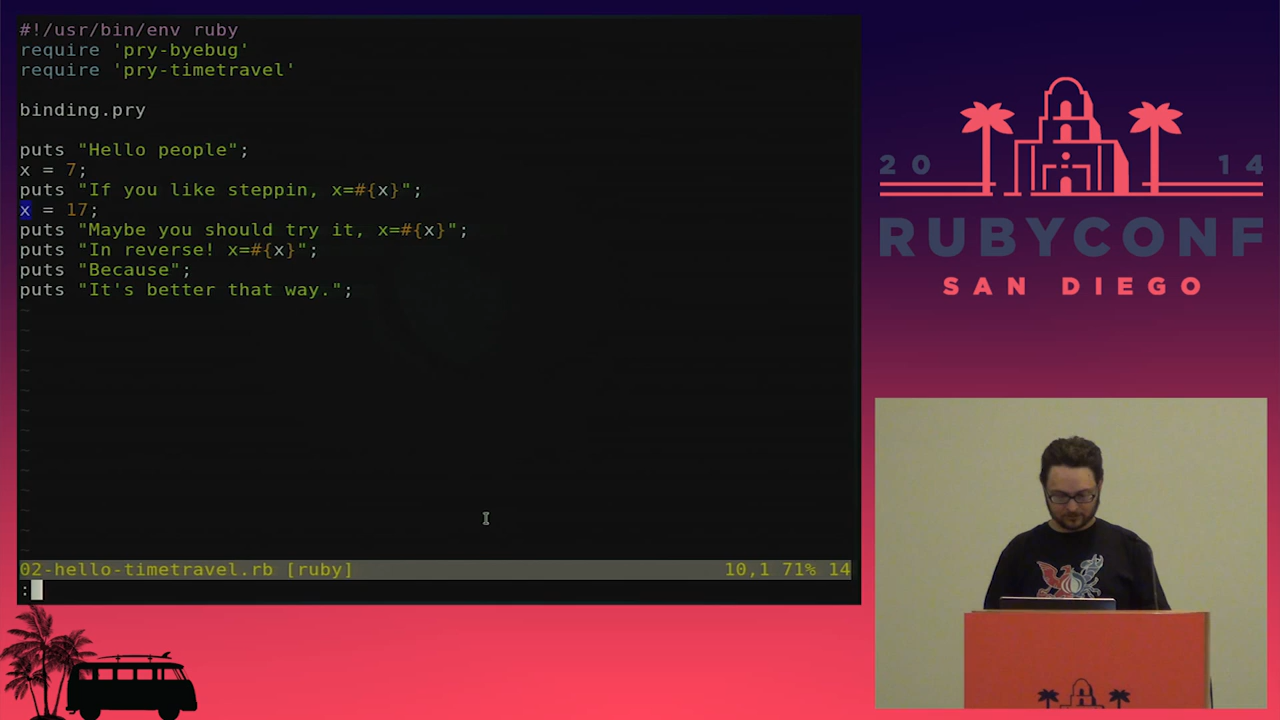 #!/usr/bin/env ruby
require 'pry-byebug'
require 'pry-timetravel'
binding.pry
puts "Hello people";
x = 7;
puts "If you like steppin, x=#{x}";
x = 17;
puts "Maybe you should try it, x=#{x}";
puts "In reverse! x=#{x}";
puts "Because";
puts "It's better that way.";
~
~
~
~
~
~
~
~
~
~
~
~
~
02-hello-timetravel.rb [ruby] 10,1 71% 14
:
20 14
RUBYCONF
SAN DIEGO